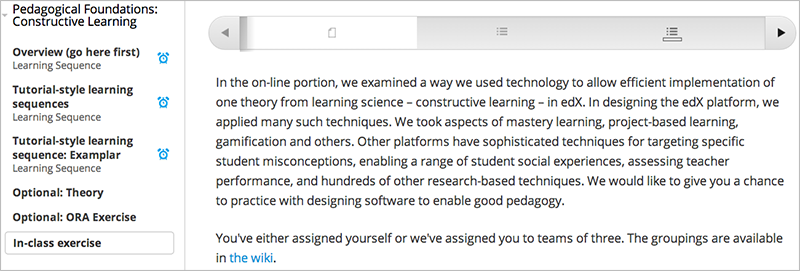 Pedagogical Foundations:
Constructive Learning
Overview (go here first)
Learning Sequence
Tutorial-style learning
sequences
Learning Sequence
Tutorial-style learning
sequence: Examplar
Learning Sequence
Optional: Theory
Optional: ORA Exercise
In-class exercise
In the on-line portion, we examined a way we used technology to allow efficient implementation of
one theory from learning science – constructive learning – in edX. In designing the edX platform, we
applied many such techniques. We took aspects of mastery learning, project-based learning,
gamification and others. Other platforms have sophisticated techniques for targeting specific
student misconceptions, enabling a range of student social experiences, assessing teacher
performance, and hundreds of other research-based techniques. We would like to give you a chance
to practice with designing software to enable good pedagogy.
You've either assigned yourself or we've assigned you to teams of three. The groupings are available
in the wiki.